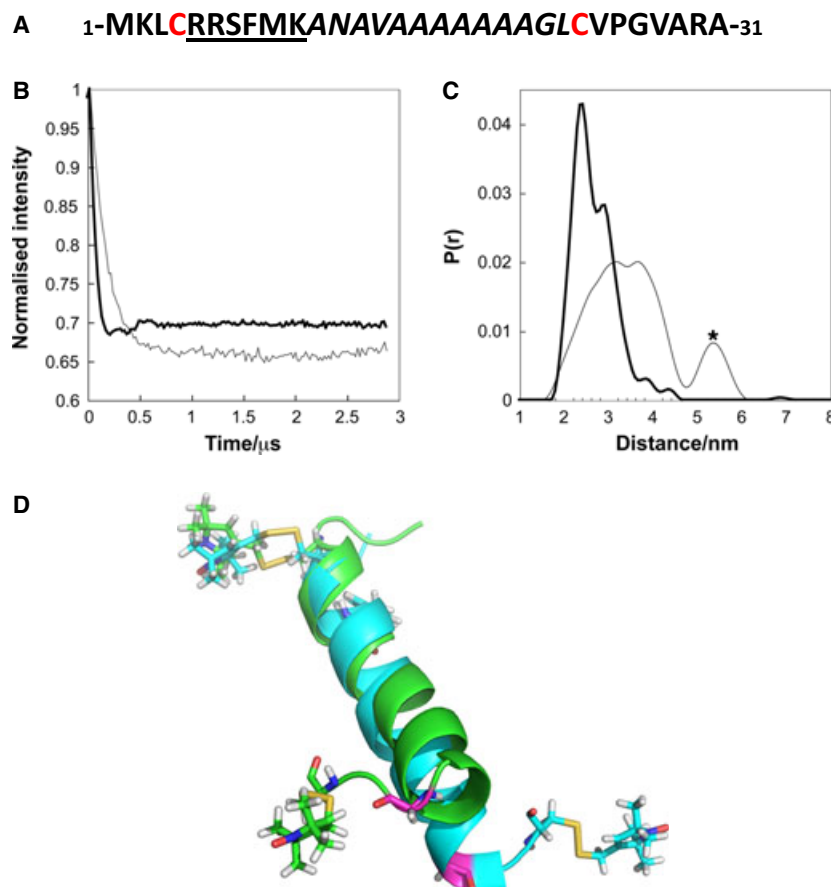 A 1-MKLCRRSFMKANAVAAAAAAAGLCVPGVARA-31
B
Normalised intensity
1
0.95
0.9
0.85
0.8
0.75
0.7
0.65
0.6
0 0.5 1 1.5 2 2.5 3
Time/μs
C
P(r)
0.04
0.03
0.02
0.01
0
*
1 2 3 4 5 6 7 8
Distance/nm
D